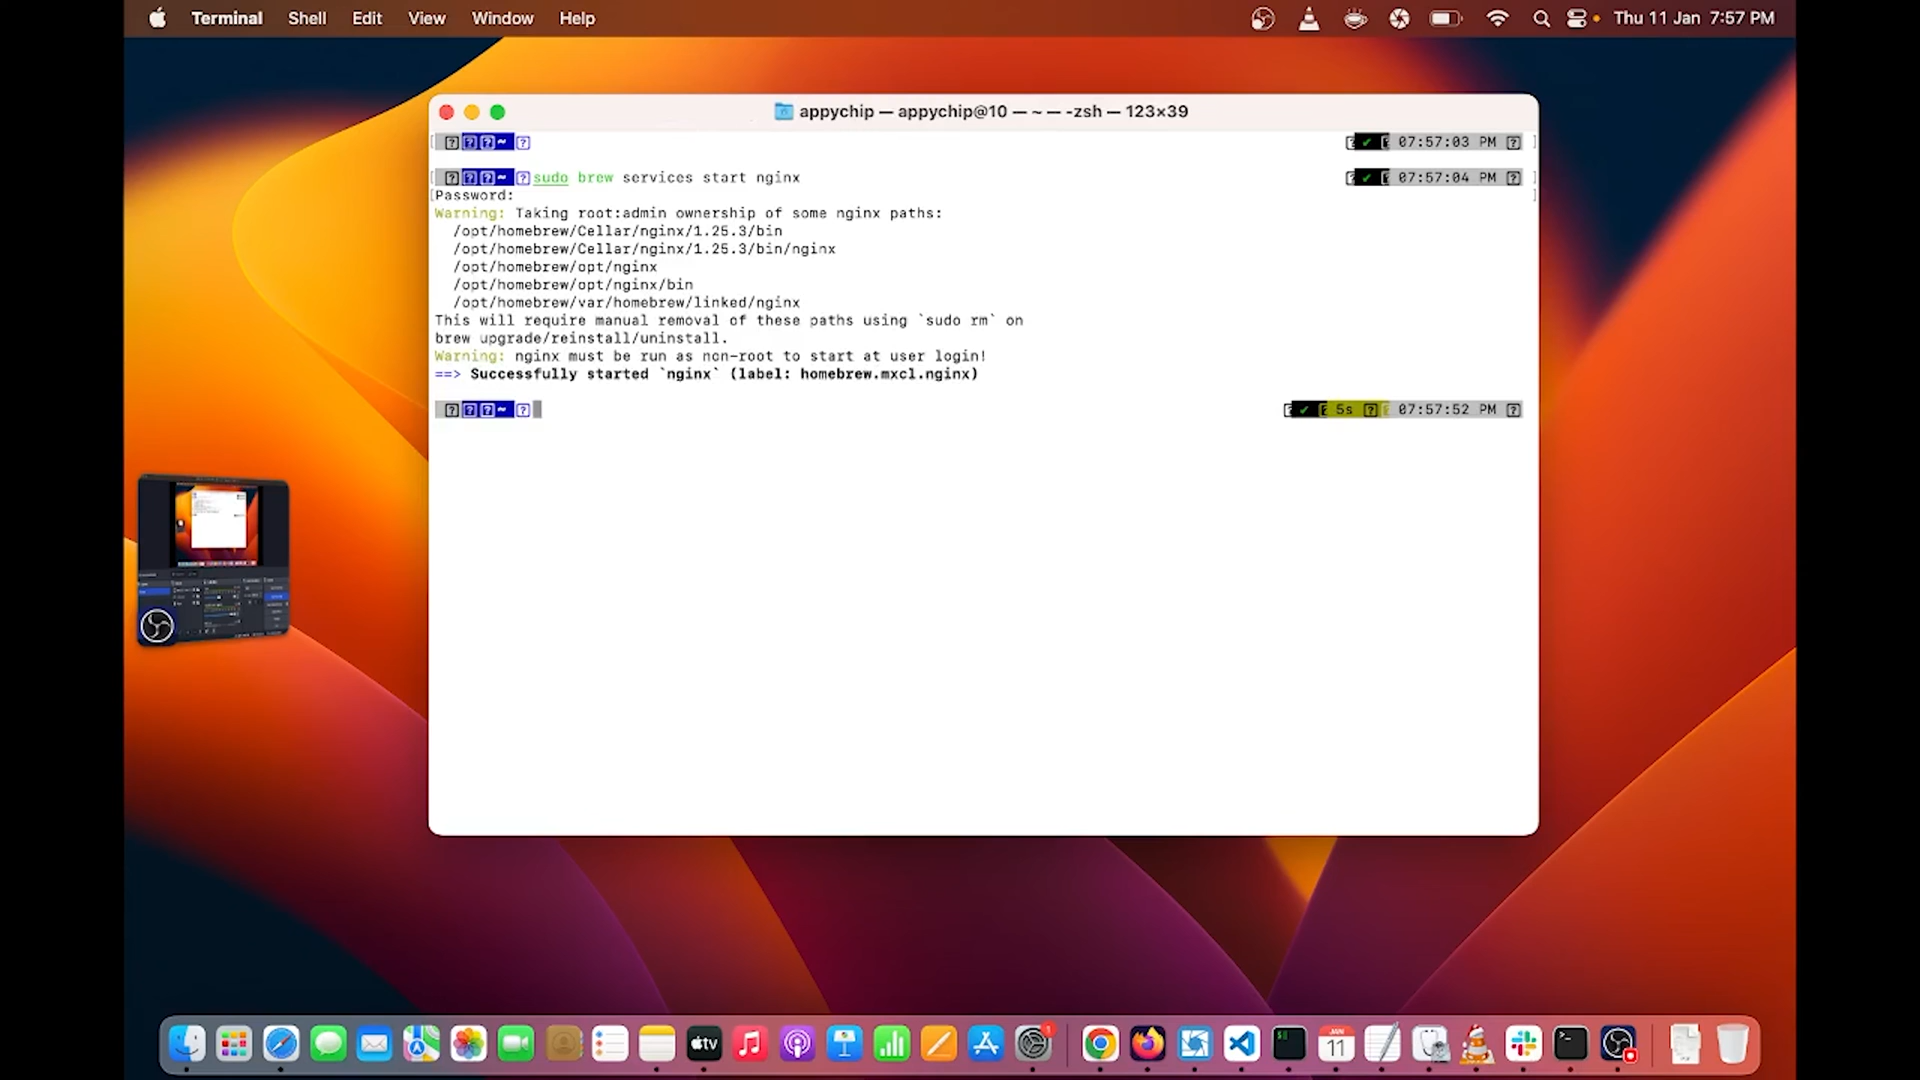 Terminal Shell Edit View Window Help Thu 11 Jan 7:57 PM
appychip — appychip@10 — ~ — -zsh — 123×39
~ ✔ 07:57:03 PM
~ sudo brew services start nginx ✔ 07:57:04 PM
Password:
Warning: Taking root:admin ownership of some nginx paths:
/opt/homebrew/Cellar/nginx/1.25.3/bin
/opt/homebrew/Cellar/nginx/1.25.3/bin/nginx
/opt/homebrew/opt/nginx
/opt/homebrew/opt/nginx/bin
/opt/homebrew/var/homebrew/linked/nginx
This will require manual removal of these paths using `sudo rm` on
brew upgrade/reinstall/uninstall.
Warning: nginx must be run as non-root to start at user login!
==> Successfully started `nginx` (label: homebrew.mxcl.nginx)
~ ✔ 5s 07:57:52 PM
tv
1
JAN
11